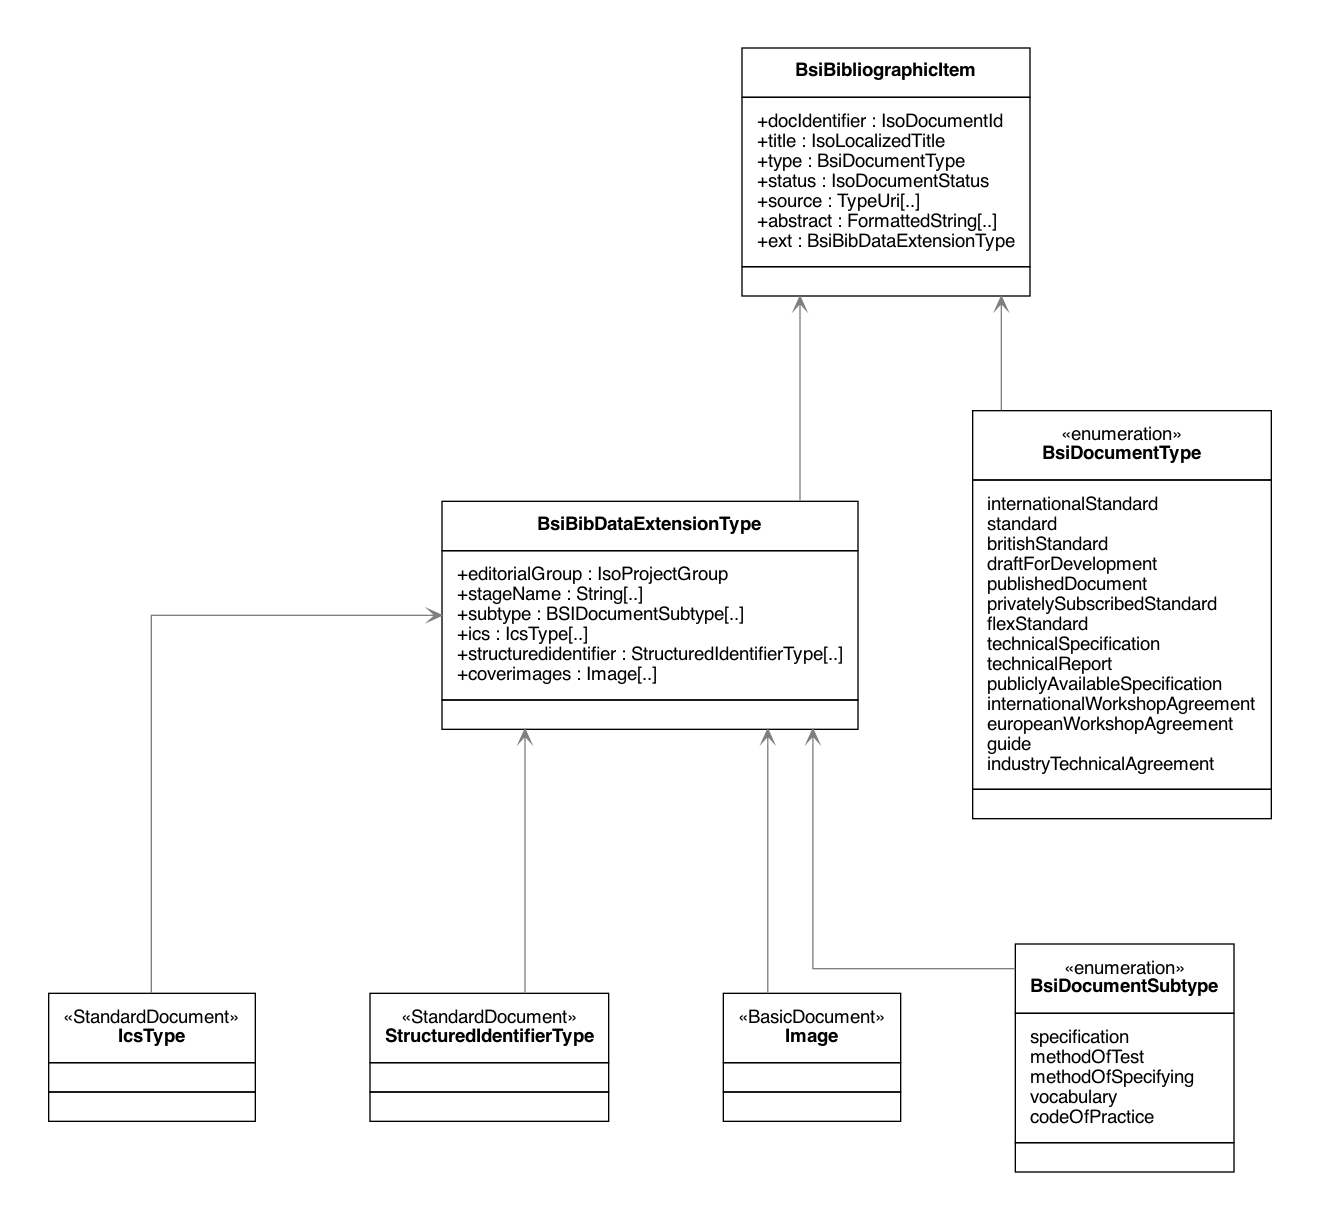 BsiBibliographicItem
+docIdentifier : IsoDocumentId
+title : IsoLocalizedTitle
+type : BsiDocumentType
+status : IsoDocumentStatus
+source : TypeUri[..]
+abstract : FormattedString[..]
+ext : BsiBibDataExtensionType
«enumeration»
BsiDocumentType
internationalStandard
standard
britishStandard
draftForDevelopment
publishedDocument
privatelySubscribedStandard
flexStandard
technicalSpecification
technicalReport
publiclyAvailableSpecification
internationalWorkshopAgreement
europeanWorkshopAgreement
guide
industryTechnicalAgreement
BsiBibDataExtensionType
+editorialGroup : IsoProjectGroup
+stageName : String[..]
+subtype : BSIDocumentSubtype[..]
+ics : IcsType[..]
+structuredidentifier : StructuredIdentifierType[..]
+coverimages : Image[..]
«StandardDocument»
IcsType
«StandardDocument»
StructuredIdentifierType
«BasicDocument»
Image
«enumeration»
BsiDocumentSubtype
specification
methodOfTest
methodOfSpecifying
vocabulary
codeOfPractice